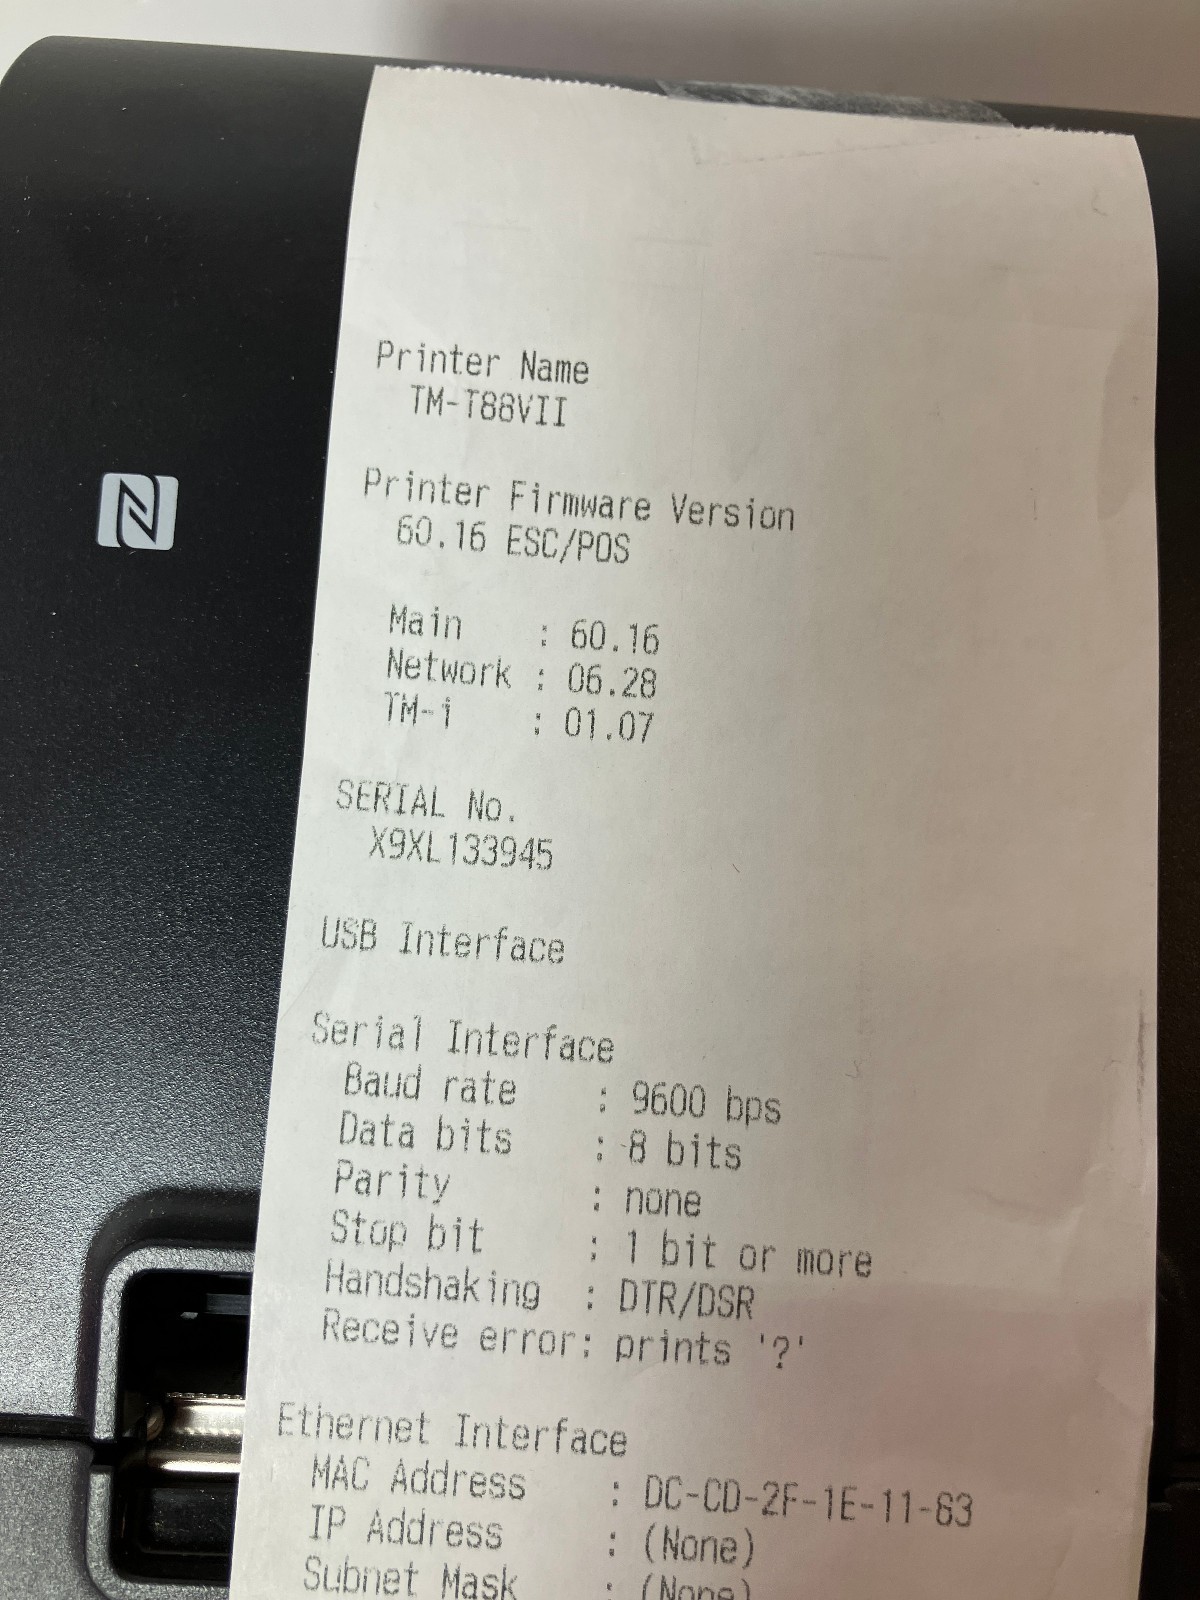 Printer Name
TM-T88VII
Printer Firmware Version
60.16 ESC/POS
Main : 60.16
Network : 06.28
TM-i : 01.07
SERIAL No.
X9XL133945
USB Interface
Serial Interface
Baud rate : 9600 bps
Data bits : 8 bits
Parity : none
Stop bit : 1 bit or more
Handshaking : DTR/DSR
Receive error: prints '?'
Ethernet Interface
MAC Address : DC-CD-2F-1E-11-83
IP Address : (None)
Subnet Mask : (None)